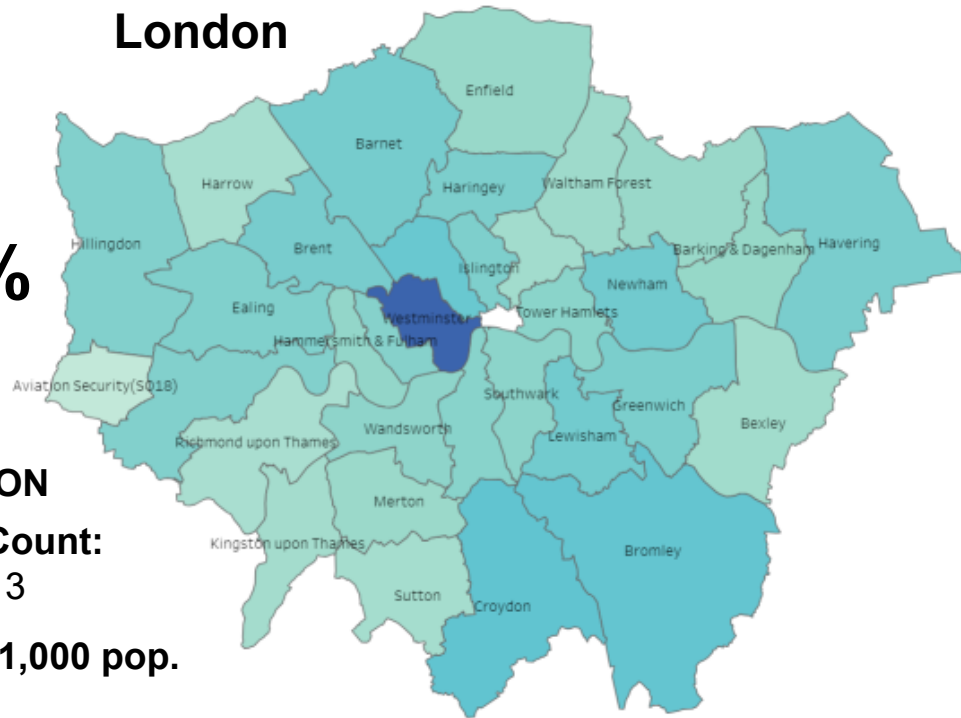 London
Enfield
Barnet
Harrow
Haringey
Waltham Forest
Hillingdon
Brent
Islington
Barking & Dagenham
Havering
%
Newham
Ealing
Westminster
Tower Hamlets
Hammersmith & Fulham
Aviation Security(SO18)
Southwark
Greenwich
Bexley
Richmond upon Thames
Wandsworth
Lewisham
ON
Merton
Count:
Kingston upon Thames
Bromley
3
Sutton
Croydon
1,000 pop.